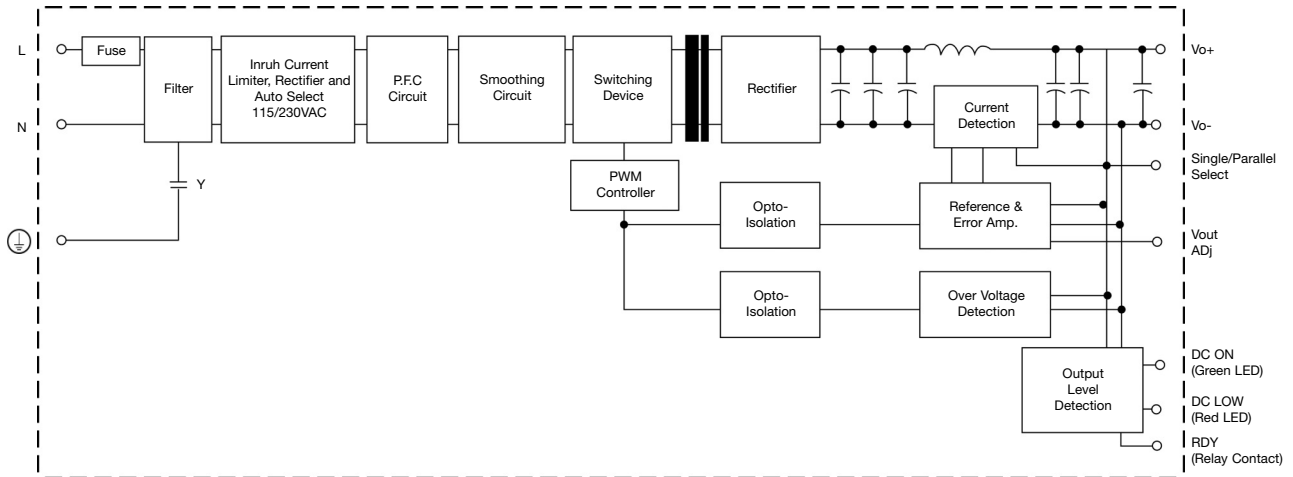 L
Fuse
Filter
Inruh Current
Limiter, Rectifier and
Auto Select
115/230VAC
P.F.C
Circuit
Smoothing
Circuit
Switching
Device
Rectifier
Current
Detection
Vo+
N
Vo-
Single/Parallel
Select
Y
PWM
Controller
Opto-
Isolation
Reference &
Error Amp.
Vout
ADj
Opto-
Isolation
Over Voltage
Detection
Output
Level
Detection
DC ON
(Green LED)
DC LOW
(Red LED)
RDY
(Relay Contact)